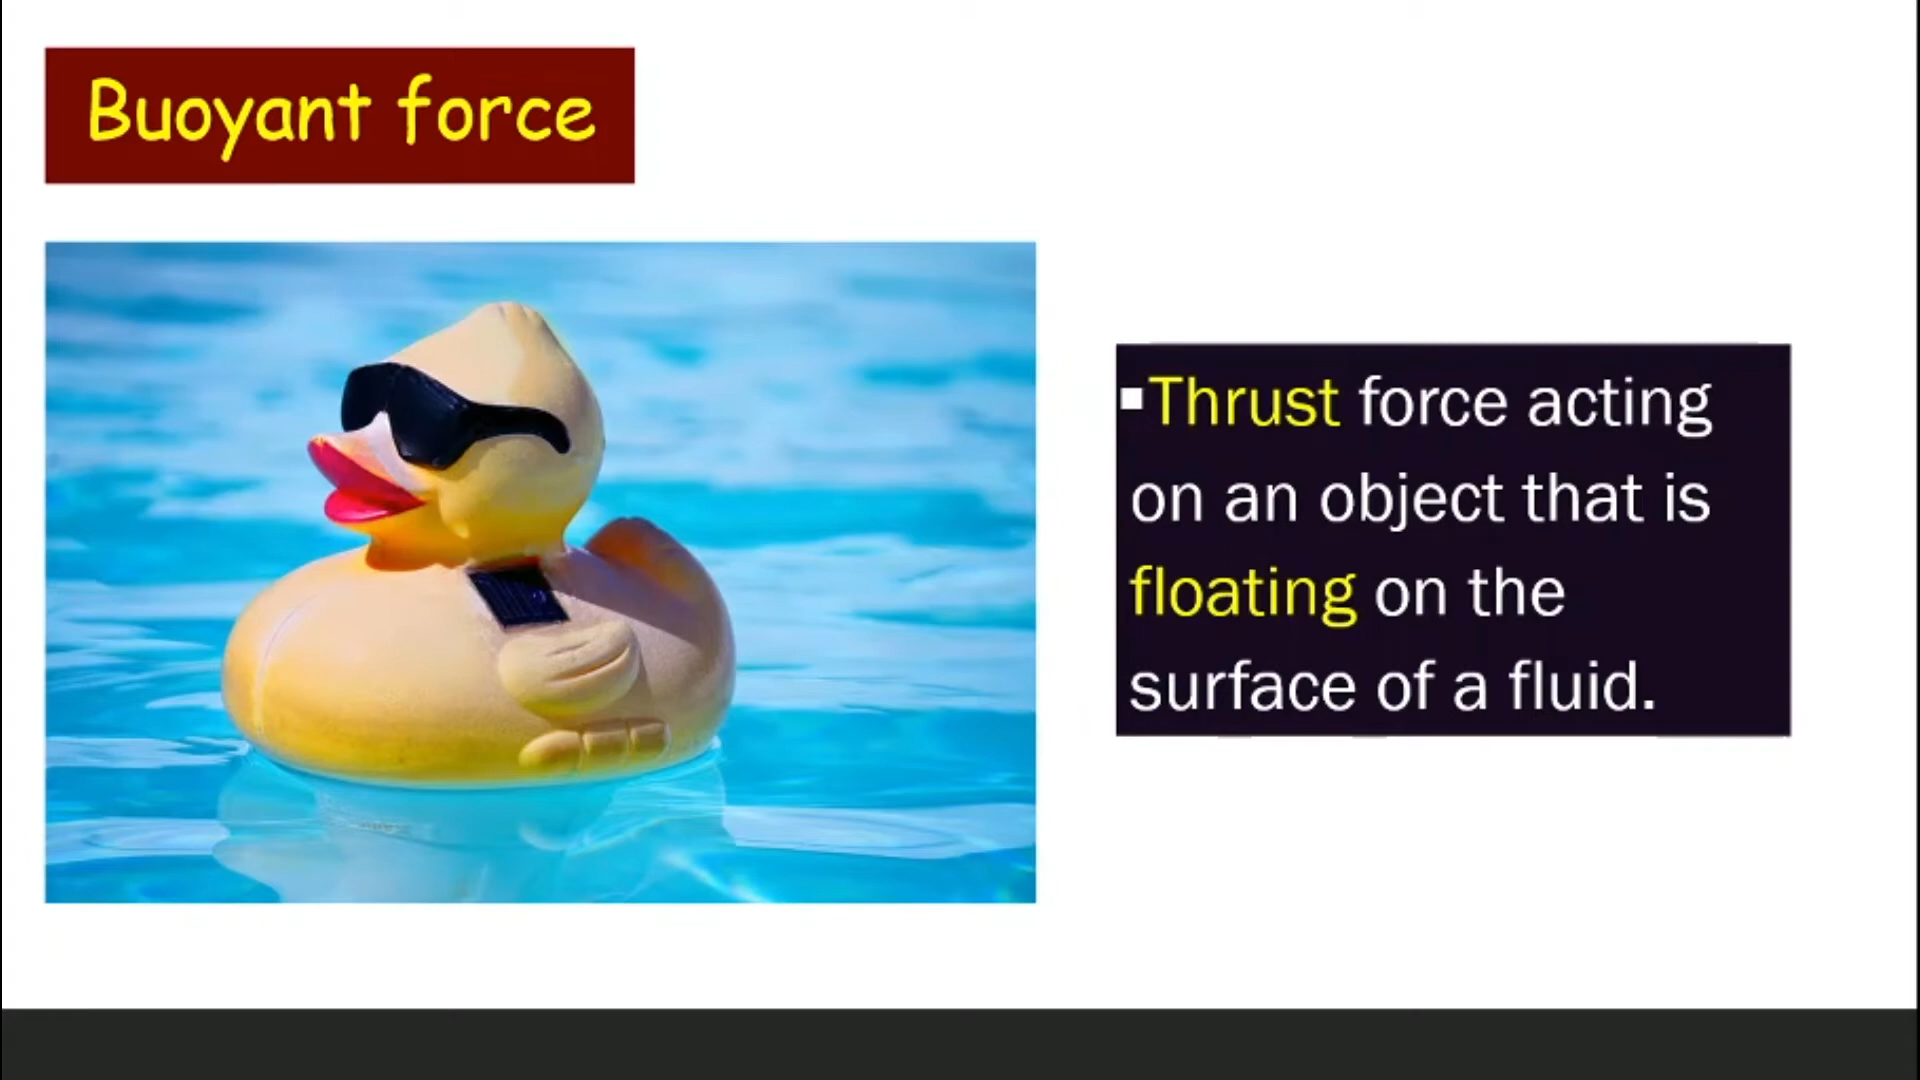 Buoyant force
▪Thrust force acting
on an object that is
floating on the
surface of a fluid.